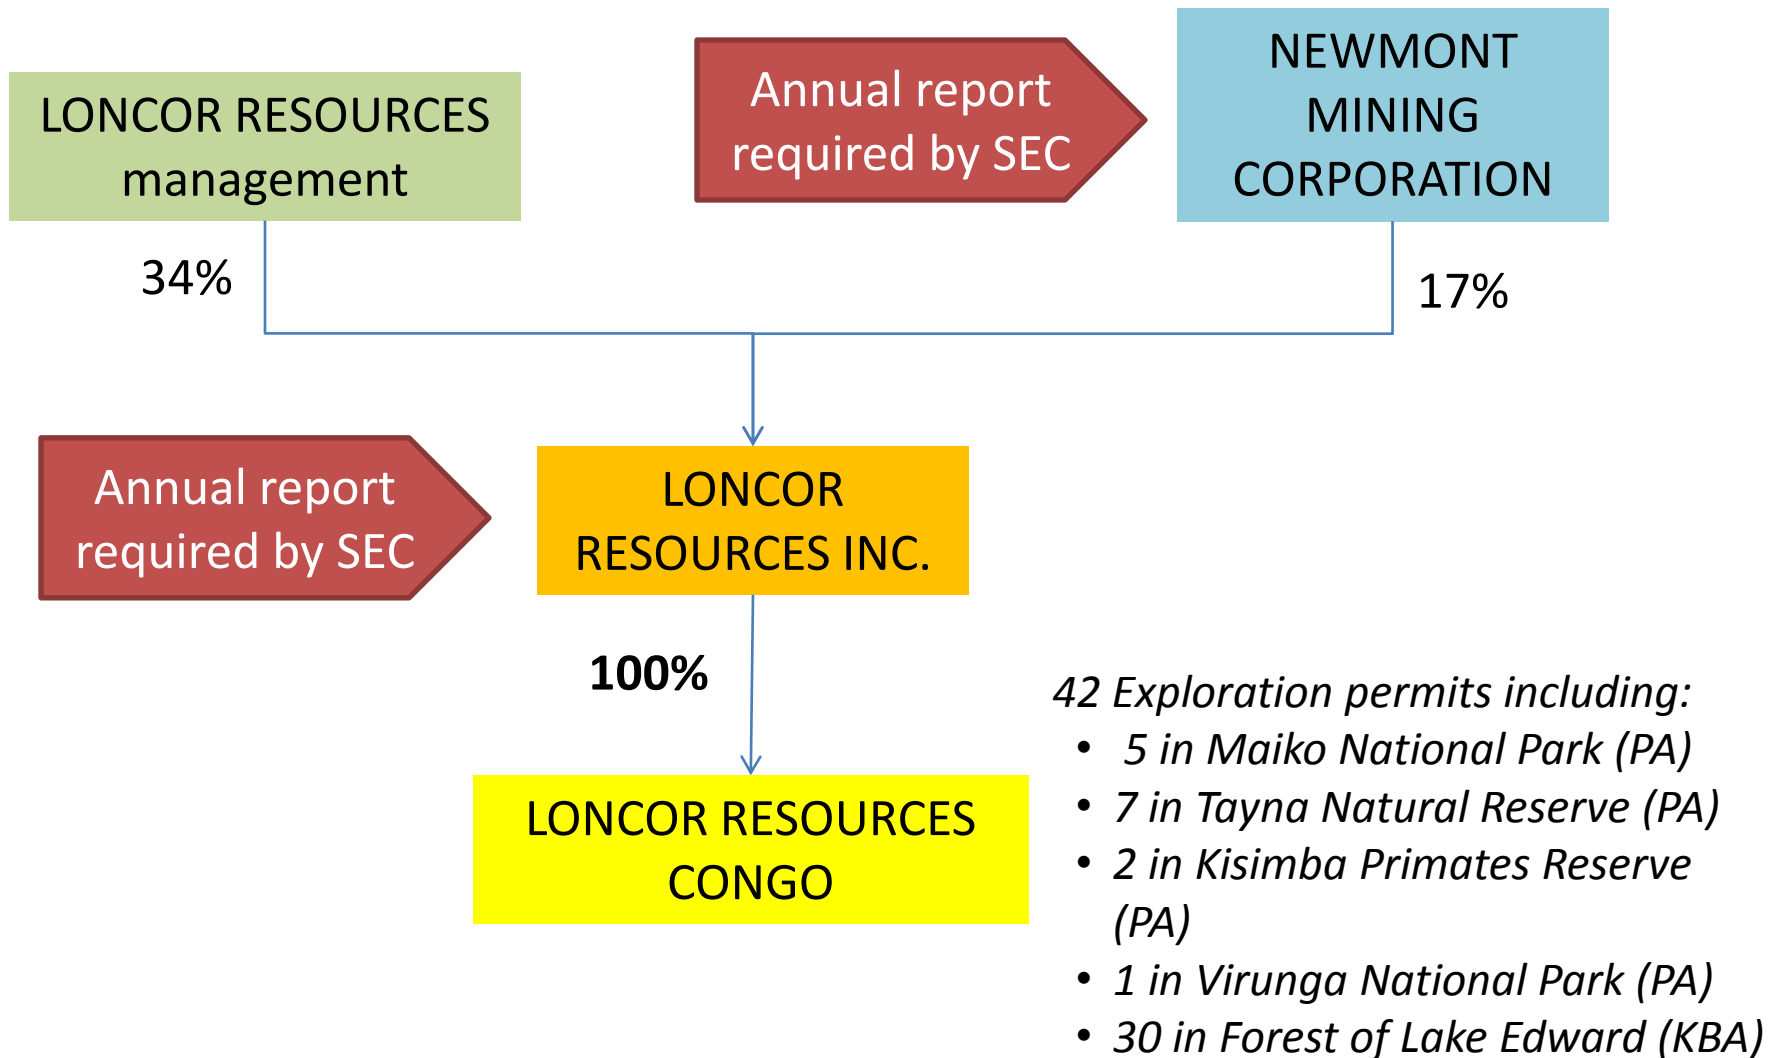 LONCOR RESOURCES
management
Annual report
required by SEC
NEWMONT
MINING
CORPORATION
34%
17%
Annual report
required by SEC
LONCOR
RESOURCES INC.
100%
LONCOR RESOURCES
CONGO
42 Exploration permits including:
• 5 in Maiko National Park (PA)
• 7 in Tayna Natural Reserve (PA)
• 2 in Kisimba Primates Reserve
(PA)
• 1 in Virunga National Park (PA)
• 30 in Forest of Lake Edward (KBA)